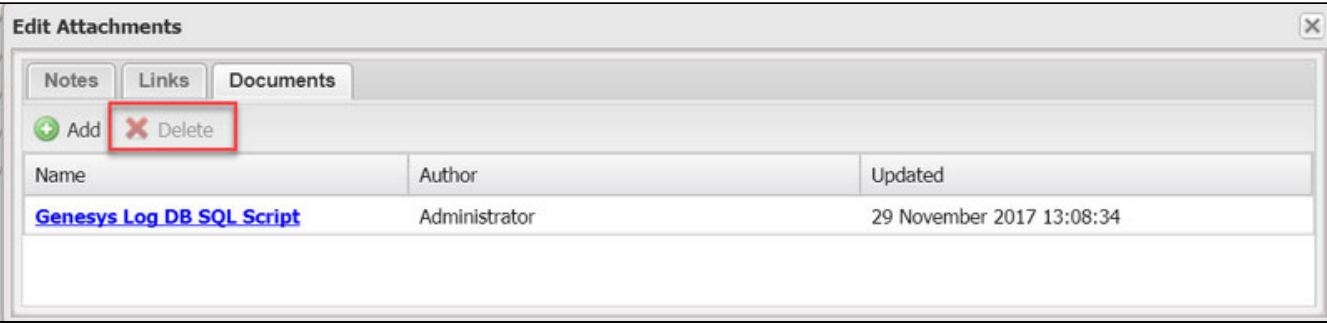 Edit Attachments
Notes Links Documents
Add Delete
Name Author Updated
Genesys Log DB SQL Script Administrator 29 November 2017 13:08:34